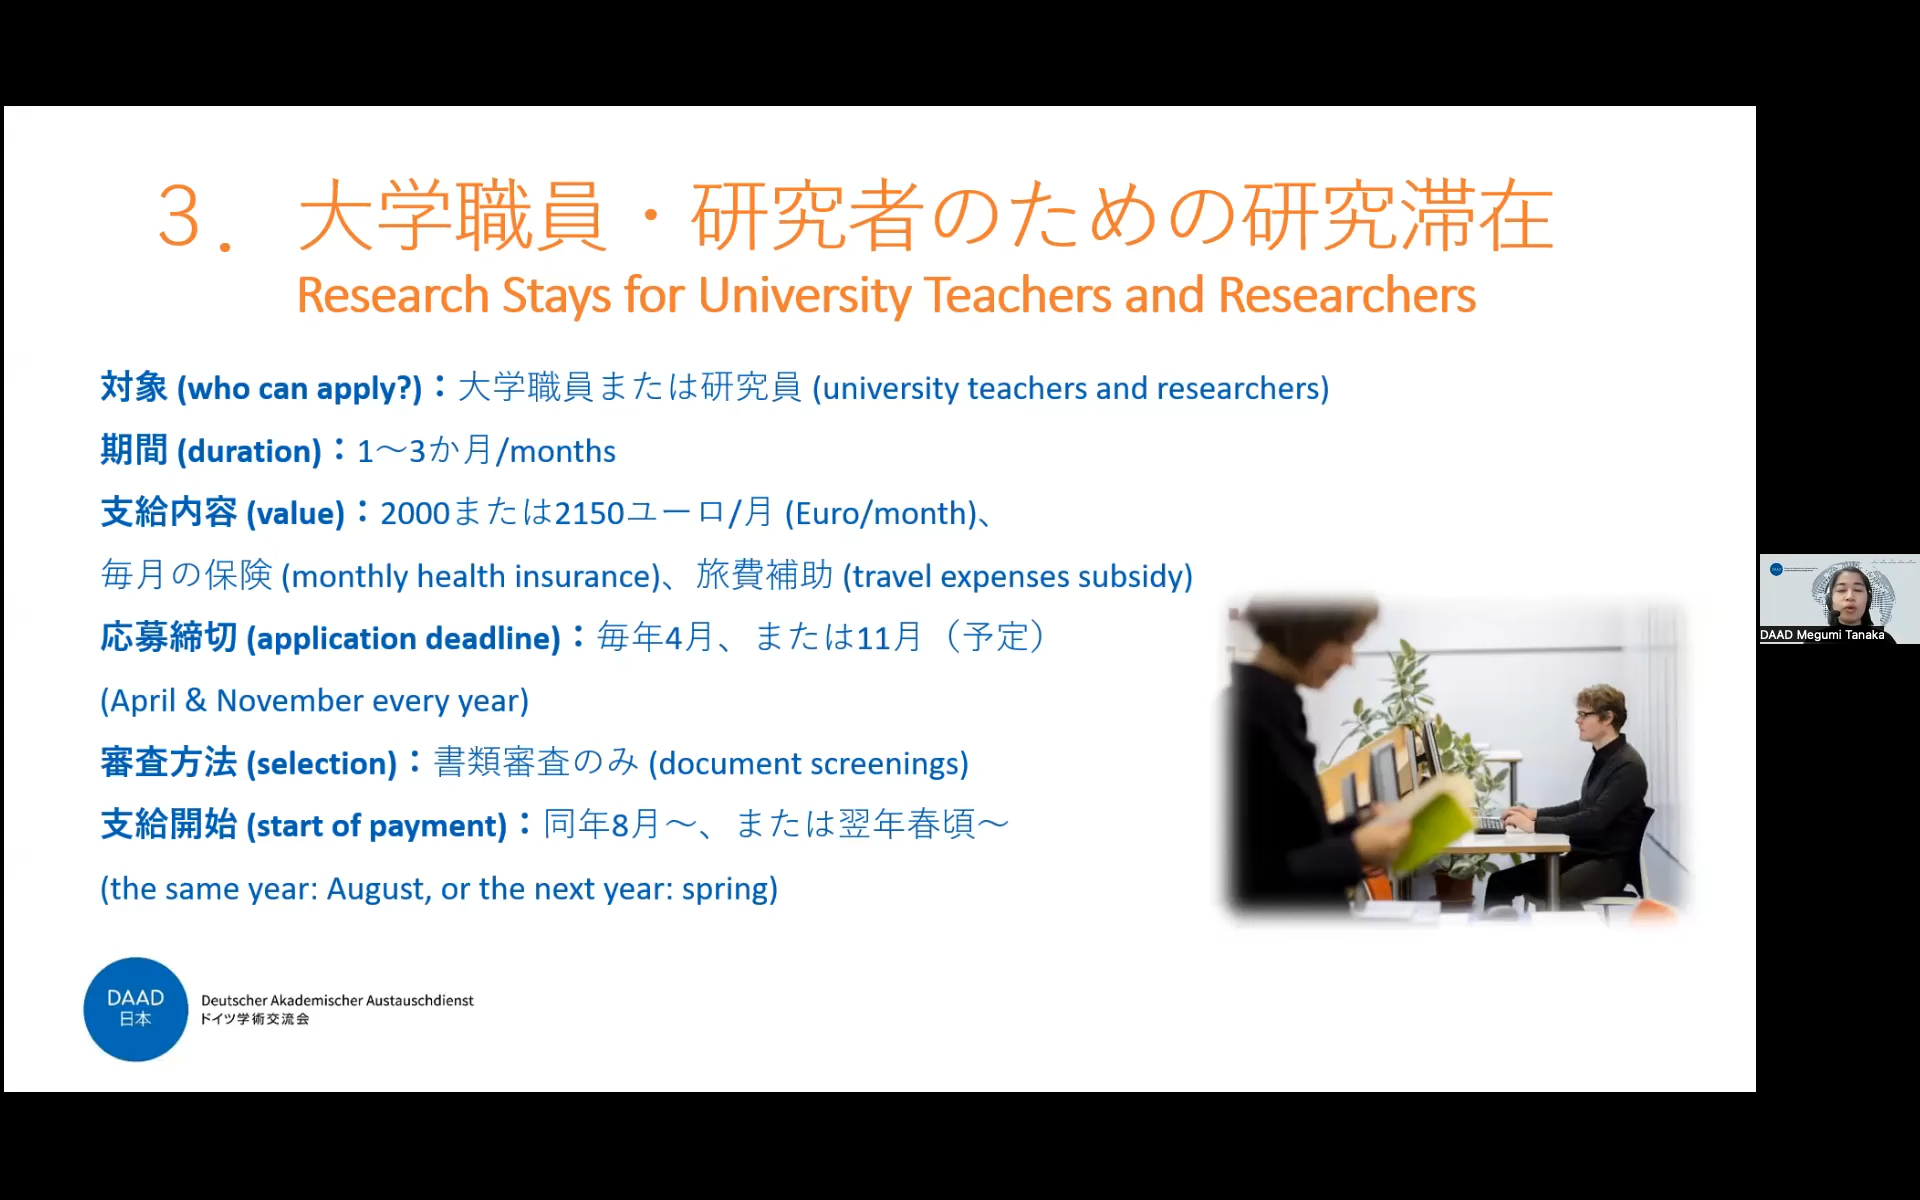 ３．大学職員・研究者のための研究滞在
Research Stays for University Teachers and Researchers
対象 (who can apply?)：大学職員または研究員 (university teachers and researchers)
期間 (duration)：1～3か月/months
支給内容 (value)：2000または2150ユーロ/月 (Euro/month)、
毎月の保険 (monthly health insurance)、旅費補助 (travel expenses subsidy)
応募締切 (application deadline)：毎年4月、または11月（予定）
(April & November every year)
審査方法 (selection)：書類審査のみ (document screenings)
支給開始 (start of payment)：同年8月～、または翌年春頃～
(the same year: August, or the next year: spring)
DAAD
日本
Deutscher Akademischer Austauschdienst
ドイツ学術交流会
DAAD Megumi Tanaka